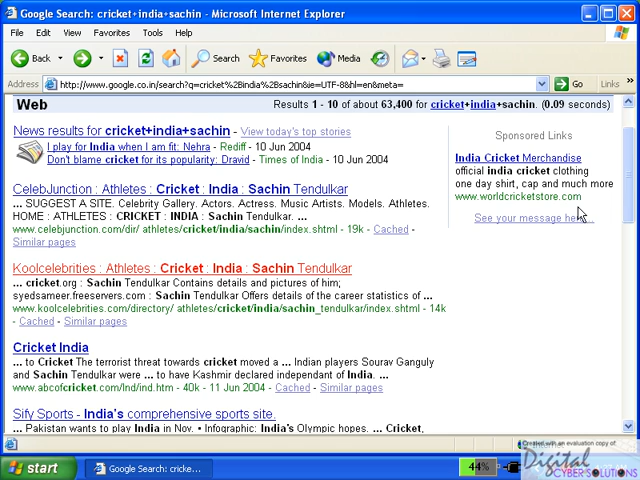 Google Search: cricket+india+sachin - Microsoft Internet Explorer
File Edit View Favorites Tools Help
Back Search Favorites Media
Address http://www.google.co.in/search?q=cricket%2Bindia%2Bsachin&ie=UTF-8&hl=en&meta= Go Links »
Web Results 1 - 10 of about 63,400 for cricket+india+sachin. (0.09 seconds)
News results for cricket+india+sachin - View today's top stories
I play for India when I am fit: Nehra - Rediff - 10 Jun 2004
Don't blame cricket for its popularity: Dravid - Times of India - 10 Jun 2004
CelebJunction : Athletes : Cricket : India : Sachin Tendulkar
... SUGGEST A SITE. Celebrity Gallery. Actors. Actress. Music Artists. Models. Athletes.
HOME : ATHLETES : CRICKET : INDIA : Sachin Tendulkar. ...
www.celebjunction.com/dir/ athletes/cricket/india/sachin/index.shtml - 19k - Cached -
Similar pages
Koolcelebrities : Athletes : Cricket : India : Sachin Tendulkar
... cricket.org : Sachin Tendulkar Contains details and pictures of him;
syedsameer.freeservers.com : Sachin Tendulkar Offers details of the career statistics of ...
www.koolcelebrities.com/directory/ athletes/cricket/india/sachin_tendulkar/index.shtml - 14k
- Cached - Similar pages
Cricket India
... to Cricket The terrorist threat towards cricket moved a ... Indian players Sourav Ganguly
and Sachin Tendulkar were ... to have Kashmir declared independant of India. ...
www.abcofcricket.com/Ind/ind.htm - 40k - 11 Jun 2004 - Cached - Similar pages
Sify Sports - India's comprehensive sports site.
... Pakistan wants to play India in Nov. • Infographic: India's Olympic hopes. ... Cricket,
Sponsored Links
India Cricket Merchandise
official india cricket clothing
one day shirt, cap and much more
www.worldcricketstore.com
See your message here...
Created with an evaluation copy of
Digital
CYBER SOLUTIONS
start Google Search: cricke... 44%